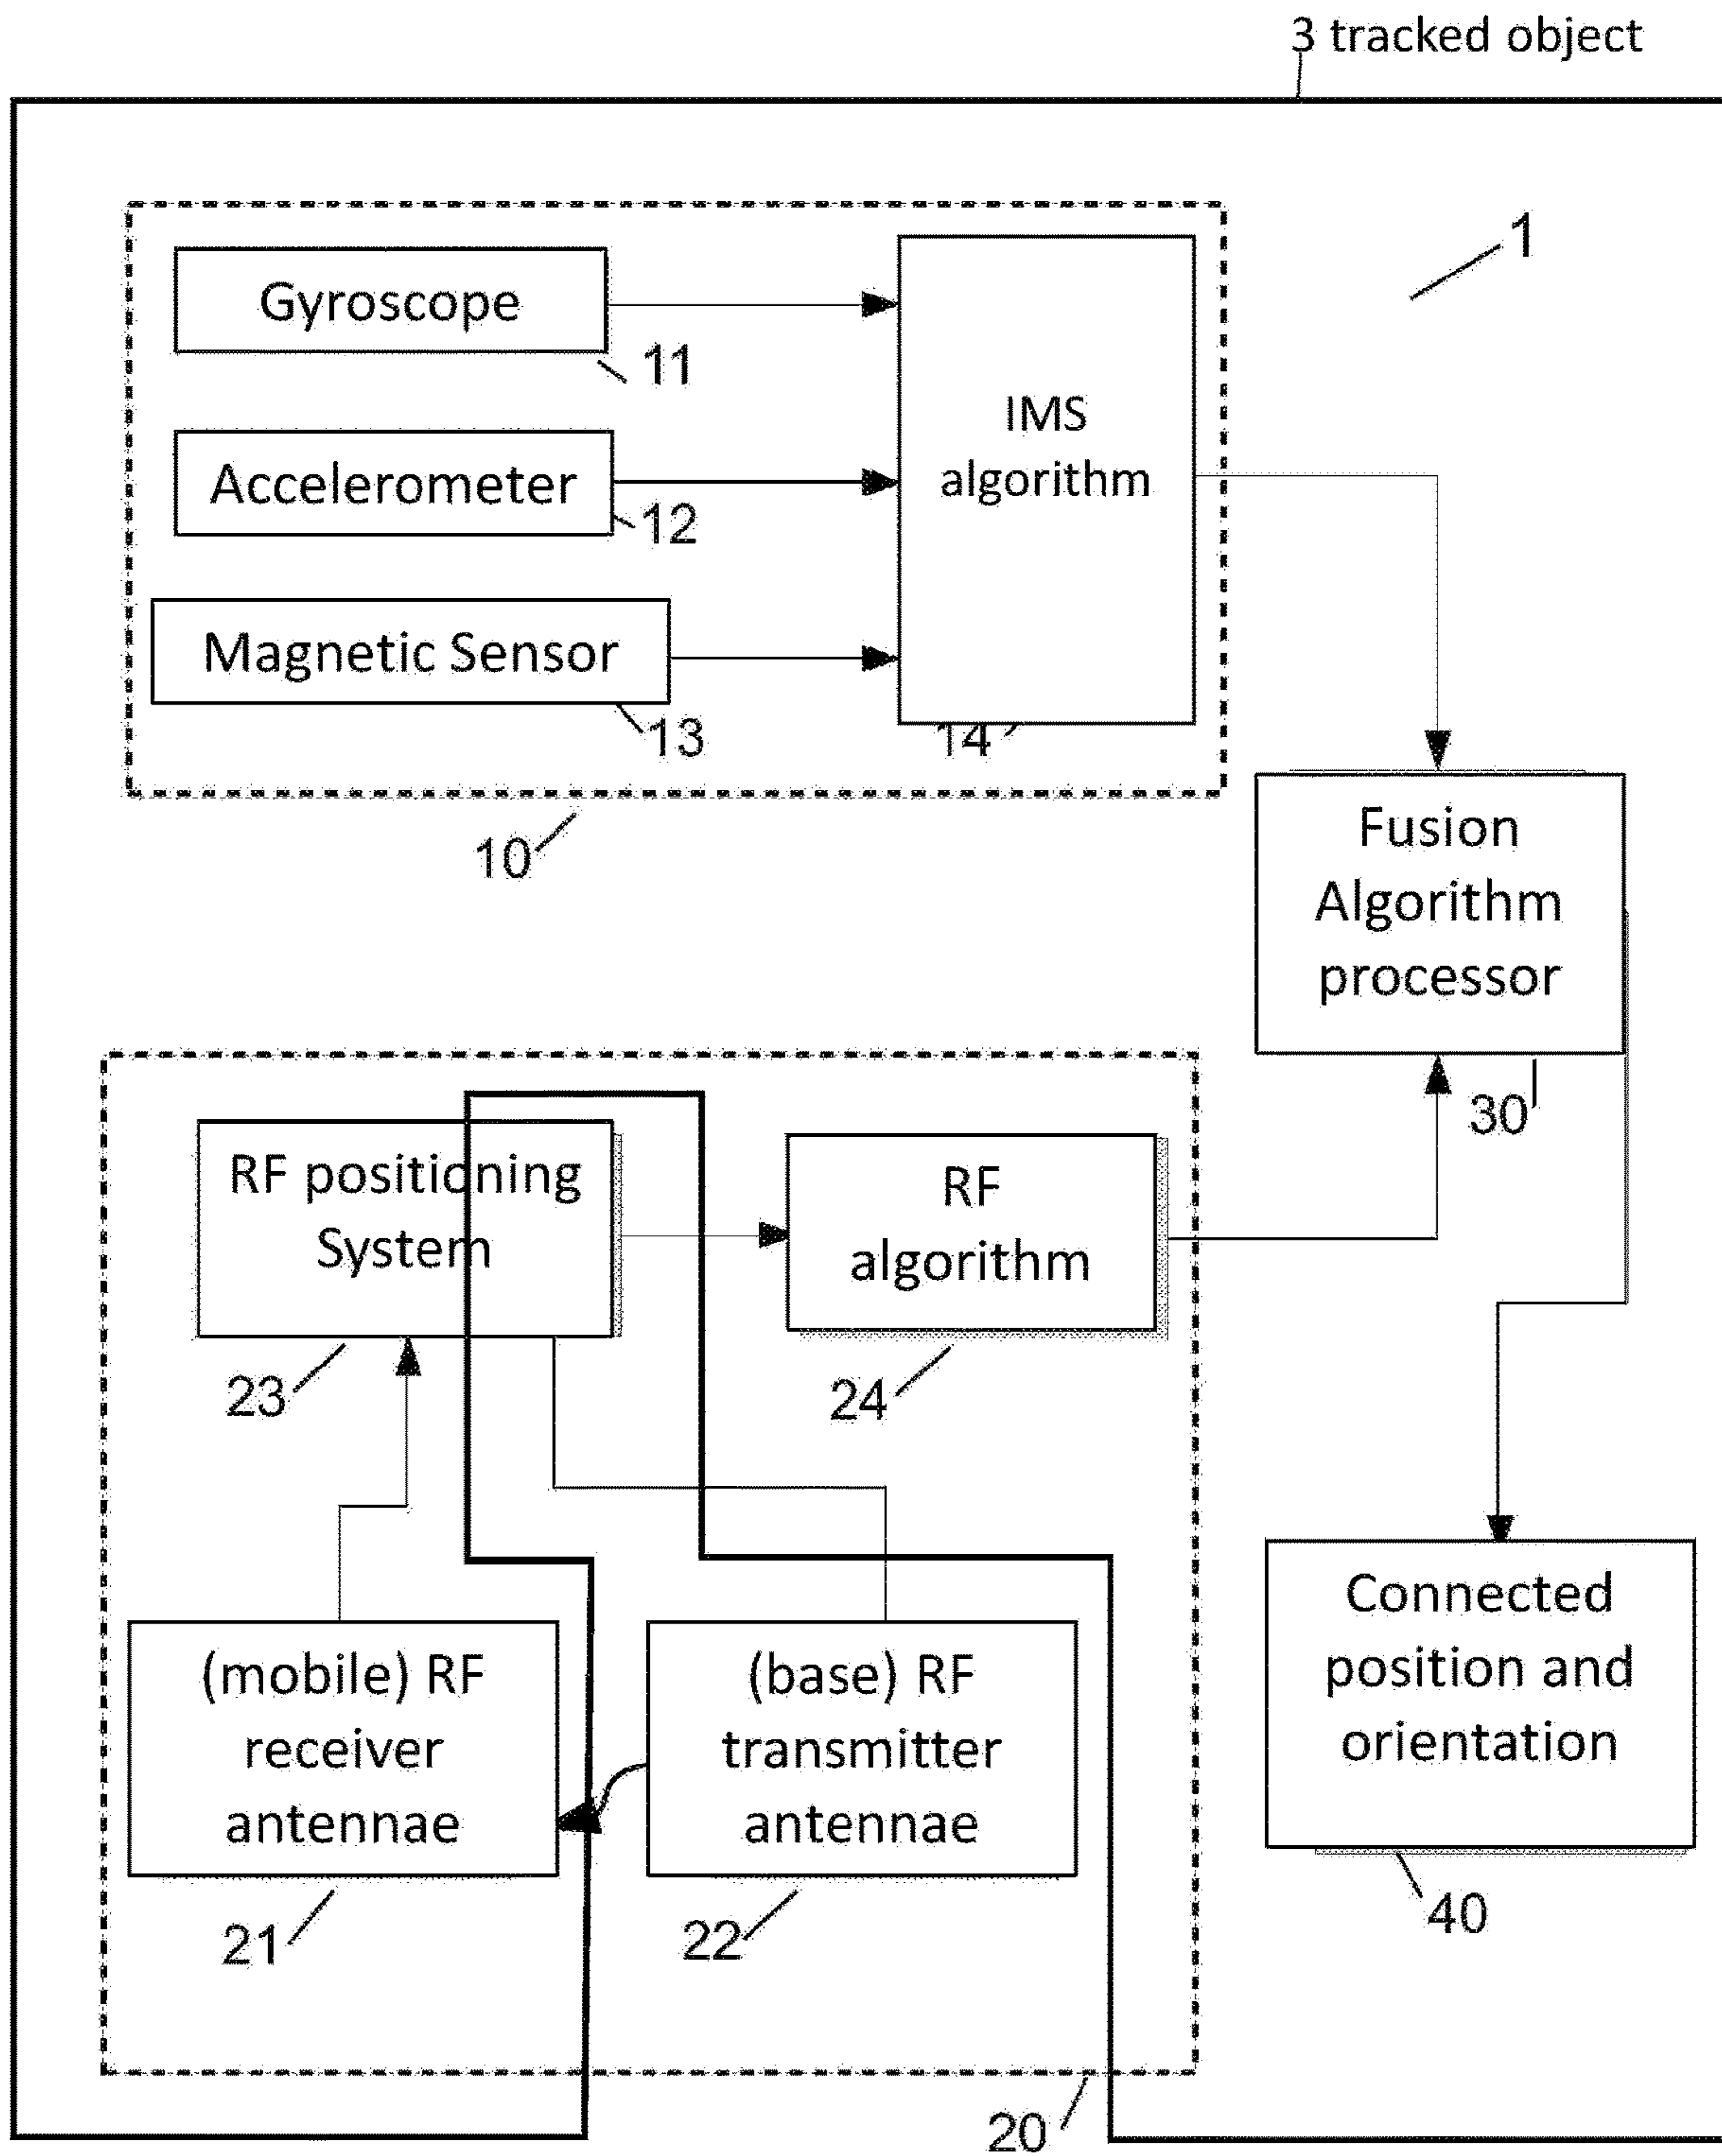 3 tracked object
1
Gyroscope
11
Accelerometer
12
Magnetic Sensor
13
IMS
algorithm
14
10
Fusion
Algorithm
processor
30
RF positioning
System
23
RF
algorithm
24
(mobile) RF
receiver
antennae
21
(base) RF
transmitter
antennae
22
Connected
position and
orientation
40
20